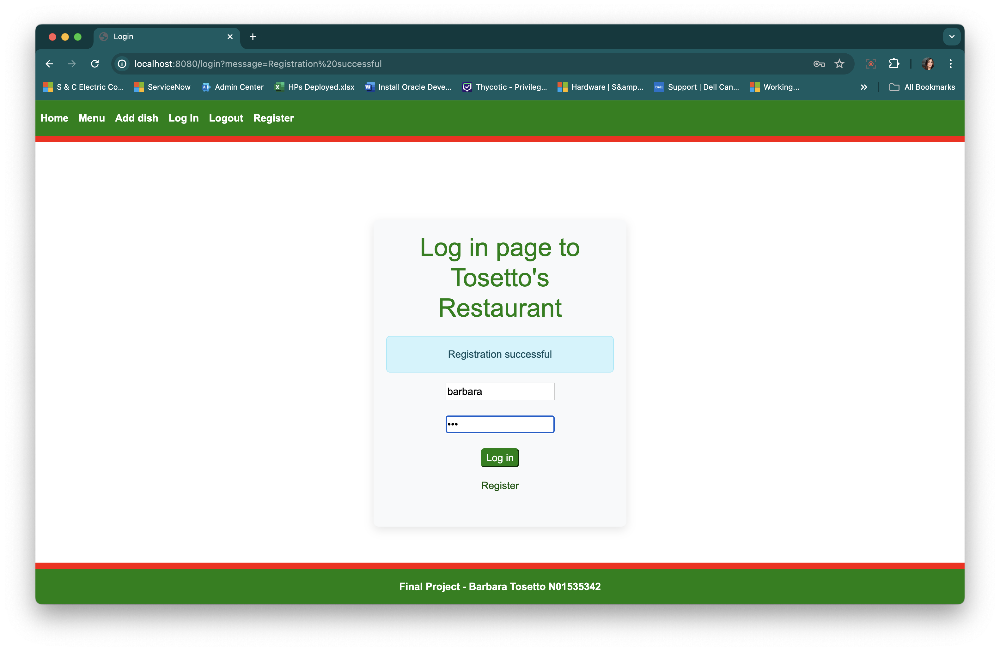 Login
localhost:8080/login?message=Registration%20successful
S & C Electric Co... ServiceNow Admin Center HPs Deployed.xlsx Install Oracle Deve... Thycotic - Privileg... Hardware | S&amp... Support | Dell Can... Working... All Bookmarks
Home Menu Add dish Log In Logout Register
Log in page to
Tosetto's
Restaurant
Registration successful
barbara
•••
Log in
Register
Final Project - Barbara Tosetto N01535342